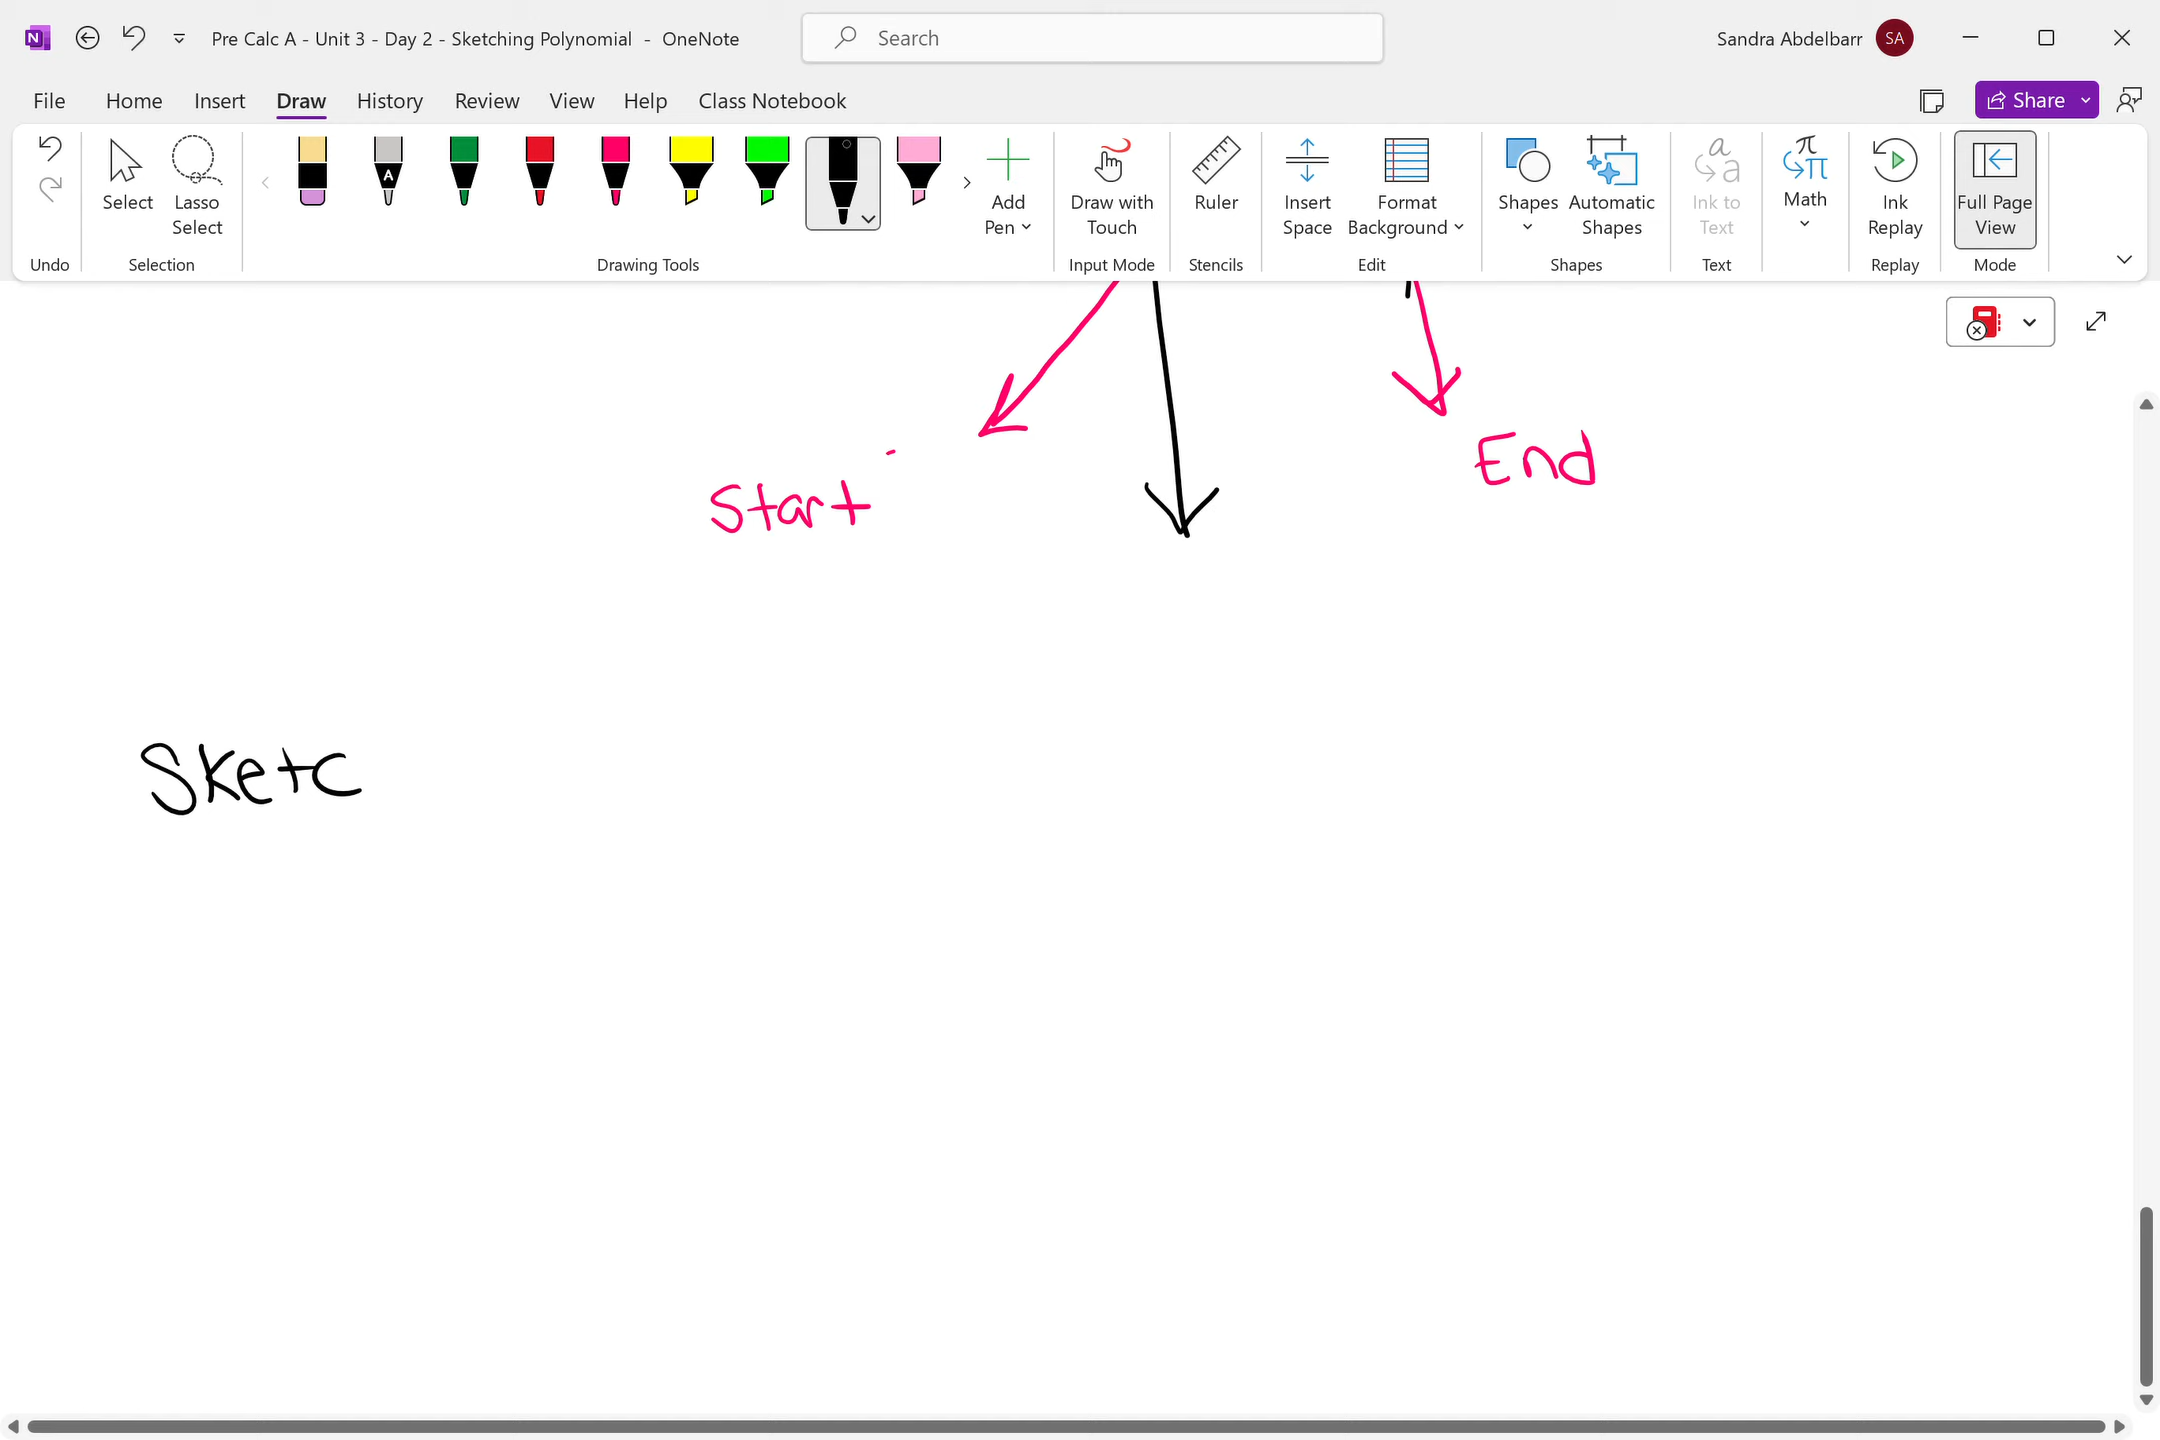 Pre Calc A - Unit 3 - Day 2 - Sketching Polynomial - OneNote
Search
Sandra Abdelbarr SA
File Home Insert Draw History Review View Help Class Notebook Share
Select
Lasso Select
A
Add Pen
Draw with Touch
Ruler
Insert Space
Format Background
Shapes
Automatic Shapes
Ink to Text
Math
Ink Replay
Full Page View
Undo Selection Drawing Tools Input Mode Stencils Edit Shapes Text Replay Mode
End
Start
Sketc